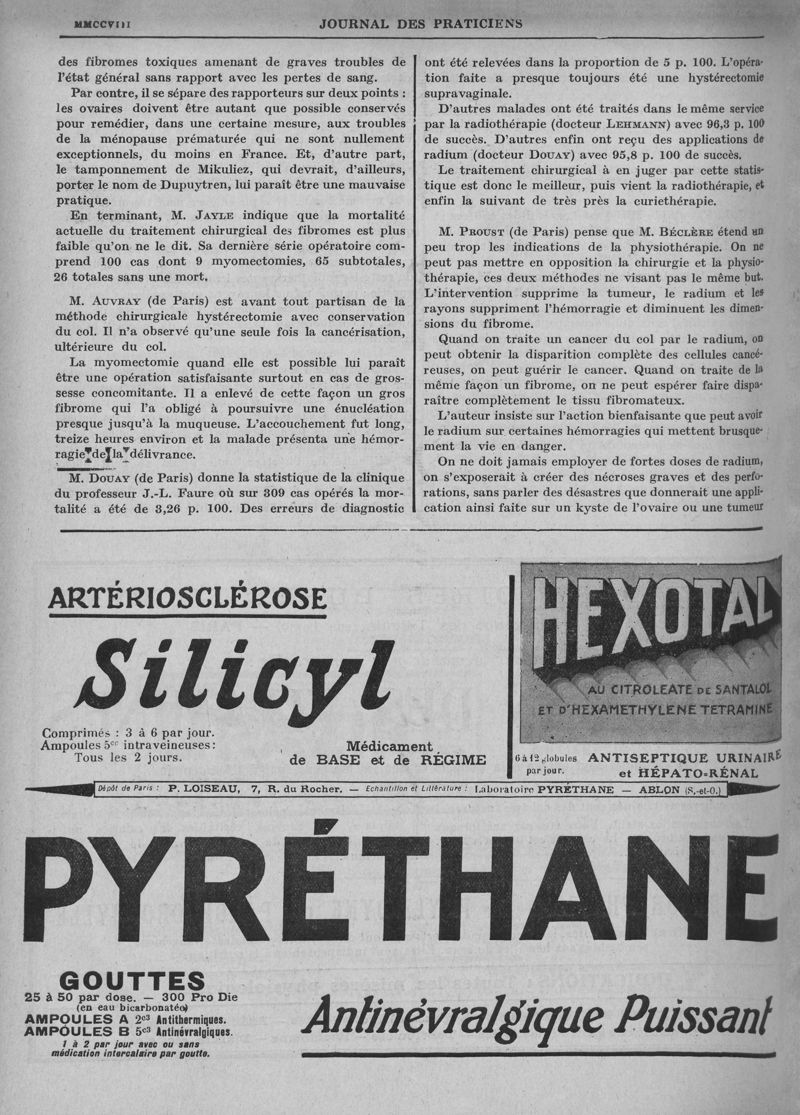 MMCCVIII
JOURNAL DES PRATICIENS
des fibromes toxiques amenant de graves troubles de
l'état général sans rapport avec les pertes de sang.
Par contre, il se sépare des rapporteurs sur deux points :
les ovaires doivent être autant que possible conservés
pour remédier, dans une certaine mesure, aux troubles
de la ménopause prématurée qui ne sont nullement
exceptionnels, du moins en France. Et, d'autre part,
le tamponnement de Mikuliez, qui devrait, d'ailleurs,
porter le nom de Dupuytren, lui paraît être une mauvaise
pratique.
En terminant, M. JAYLE indique que la mortalité
actuelle du traitement chirurgical des fibromes est plus
faible qu'on ne le dit. Sa dernière série opératoire com-
prend 100 cas dont 9 myomectomies, 65 subtotales,
26 totales sans une mort.
M. AUVRAY (de Paris) est avant tout partisan de la
méthode chirurgicale hystérectomie avec conservation
du col. Il n'a observé qu'une seule fois la cancérisation,
ultérieure du col.
La myomectomie quand elle est possible lui paraît
être une opération satisfaisante surtout en cas de gros-
sesse concomitante. Il a enlevé de cette façon un gros
fibrome qui l'a obligé à poursuivre une énucléation
presque jusqu'à la muqueuse. L'accouchement fut long,
treize heures environ et la malade présenta une hémor-
ragie de la délivrance.
M. DOUAY (de Paris) donne la statistique de la clinique
du professeur J.-L. Faure où sur 309 cas opérés la mor-
talité a été de 3,26 p. 100. Des erreurs de diagnostic
ont été relevées dans la proportion de 5 p. 100. L'opéra-
tion faite a presque toujours été une hystérectomie
supravaginale.
D'autres malades ont été traités dans le même service
par la radiothérapie (docteur LEHMANN) avec 96,3 p. 100
de succès. D'autres enfin ont reçu des applications de
radium (docteur DOUAY) avec 95,8 p. 100 de succès.
Le traitement chirurgical à en juger par cette statis-
tique est donc le meilleur, puis vient la radiothérapie, et
enfin la suivant de très près la curiethérapie.
M. PROUST (de Paris) pense que M. BÉCLÈRE étend un
peu trop les indications de la physiothérapie. On ne
peut pas mettre en opposition la chirurgie et la physio-
thérapie, ces deux méthodes ne visant pas le même but.
L'intervention supprime la tumeur, le radium et les
rayons suppriment l'hémorragie et diminuent les dimen-
sions du fibrome.
Quand on traite un cancer du col par le radium, on
peut obtenir la disparition complète des cellules cancé-
reuses, on peut guérir le cancer. Quand on traite de la
même façon un fibrome, on ne peut espérer faire dispa-
raître complètement le tissu fibromateux.
L'auteur insiste sur l'action bienfaisante que peut avoir
le radium sur certaines hémorragies qui mettent brusque-
ment la vie en danger.
On ne doit jamais employer de fortes doses de radium,
on s'exposerait à créer des nécroses graves et des perfo-
rations, sans parler des désastres que donnerait une appli-
cation ainsi faite sur un kyste de l'ovaire ou une tumeur
ARTÉRIOSCLÉROSE
Silicyl
Comprimés : 3 à 6 par jour.
Ampoules 5cc intraveineuses :
Tous les 2 jours.
Médicament
de BASE et de RÉGIME
HEXOTAL
AU CITROLEATE DE SANTALOL
ET D'HEXAMETHYLENE TETRAMINE
6 à 12 globules
par jour.
ANTISEPTIQUE URINAIRE
et HÉPATO-RÉNAL
Dépôt de Paris : P. LOISEAU, 7, R. du Rocher. — Echantillon et Littérature : Laboratoire PYRÉTHANE — ABLON (S.-et-O.)
PYRÉTHANE
GOUTTES
25 à 50 par dose. — 300 Pro Die
(en eau bicarbonatée)
AMPOULES A 2c3 Antithermiques.
AMPOULES B 5c3 Antinévralgiques.
1 à 2 par jour avec ou sans
médication intercalaire par goutte.
Antinévralgique Puissant